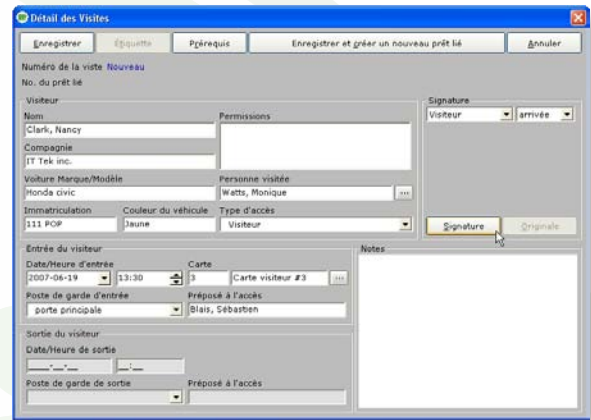 Détail des Visites
Enregistrer Étiquette Prérequis Enregistrer et créer un nouveau prêt lié Annuler
Numéro de la viste Nouveau
No. du prêt lié
Visiteur
Nom
Clark, Nancy
Permissions
Compagnie
IT Tek inc.
Voiture Marque/Modèle
Honda civic
Personne visitée
Watts, Monique ...
Immatriculation Couleur du véhicule Type d'accès
111 POP Jaune Visiteur
Signature
Visiteur arrivée
Signature Originale
Entrée du visiteur
Date/Heure d'entrée Carte
2007-06-19 13:30 3 Carte visiteur #3 ...
Poste de garde d'entrée Préposé à l'accès
porte principale Blais, Sébastien
Sortie du visiteur
Date/Heure de sortie
____-__-__ __:__
Poste de garde de sortie Préposé à l'accès
Notes